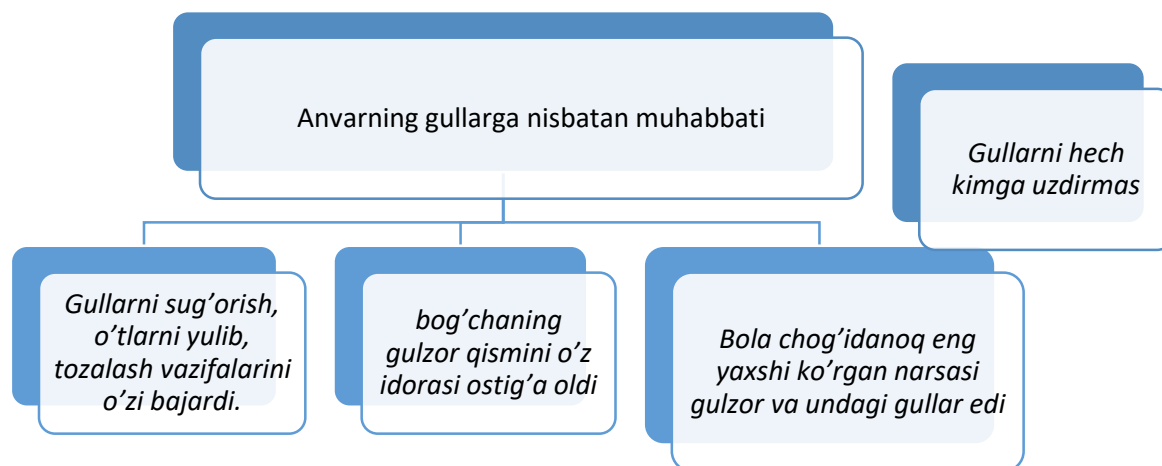 Anvarning gullarga nisbatan muhabbati
Gullarni hech
kimga uzdirmas
Gullarni sug’orish,
o’tlarni yulib,
tozalash vazifalarini
o’zi bajardi.
bog’chaning
gulzor qismini o’z
idorasi ostig’a oldi
Bola chog’idanoq eng
yaxshi ko’rgan narsasi
gulzor va undagi gullar edi